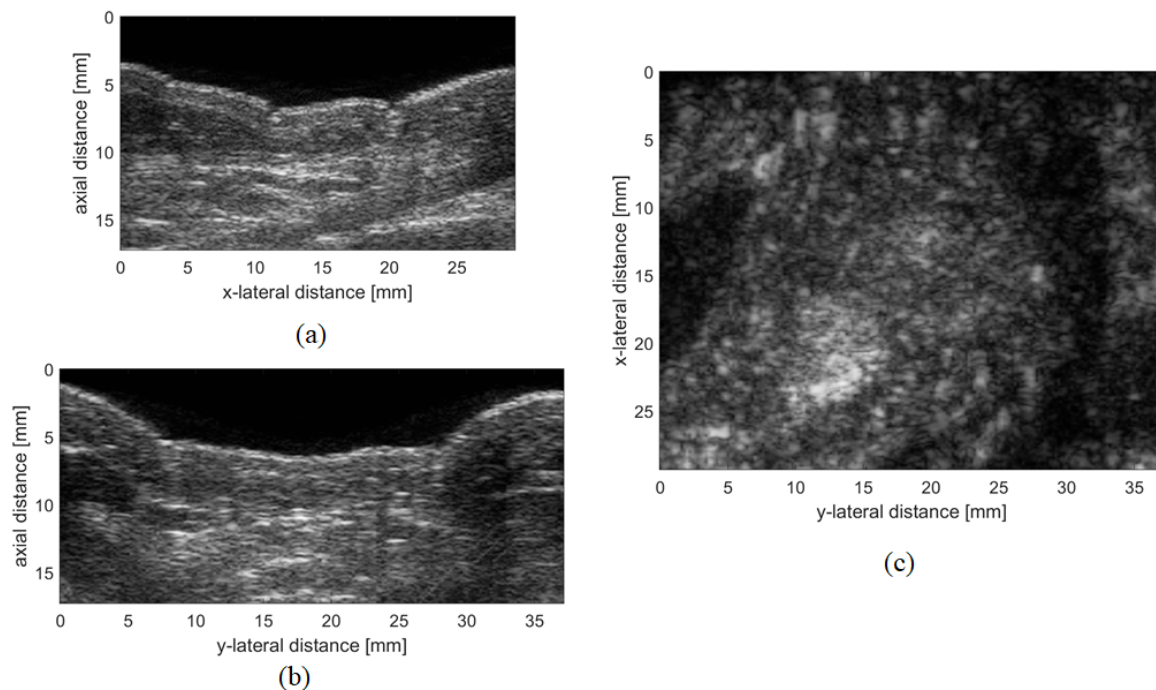 0
5
10
15
axial distance [mm]
0 5 10 15 20 25
x-lateral distance [mm]
(a)
0
5
10
15
axial distance [mm]
0 5 10 15 20 25 30 35
y-lateral distance [mm]
(b)
0
5
10
15
20
25
x-lateral distance [mm]
0 5 10 15 20 25 30 35
y-lateral distance [mm]
(c)